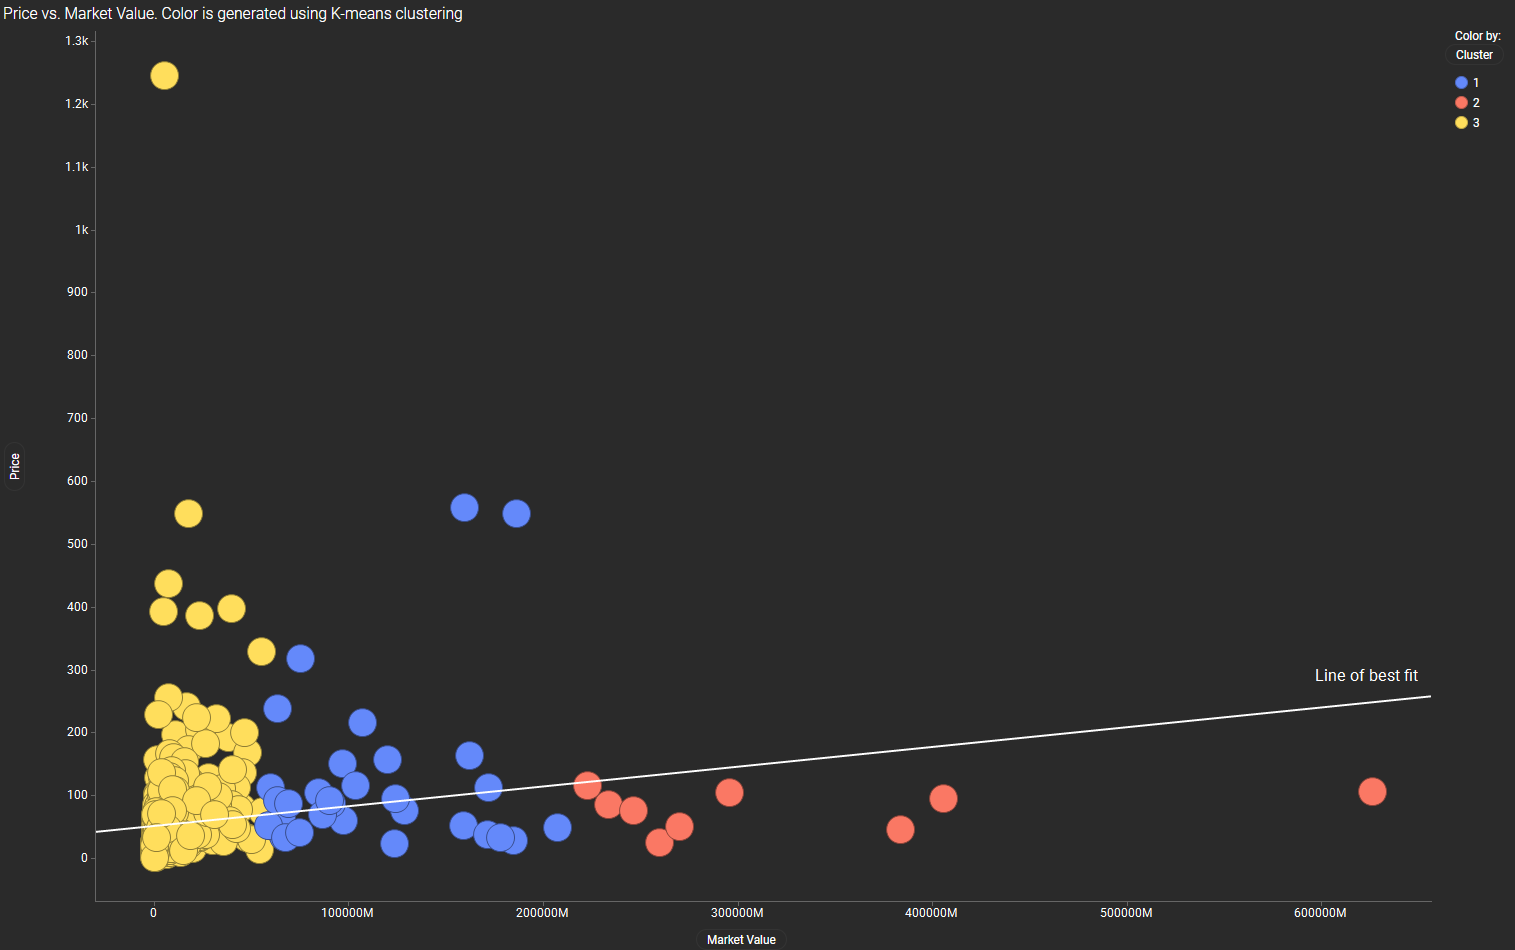 Price vs. Market Value. Color is generated using K-means clustering
Color by:
Cluster
1
2
3
1.3k
1.2k
1.1k
1k
900
800
700
600
500
400
300
200
100
0
Price
Line of best fit
0 100000M 200000M 300000M 400000M 500000M 600000M
Market Value